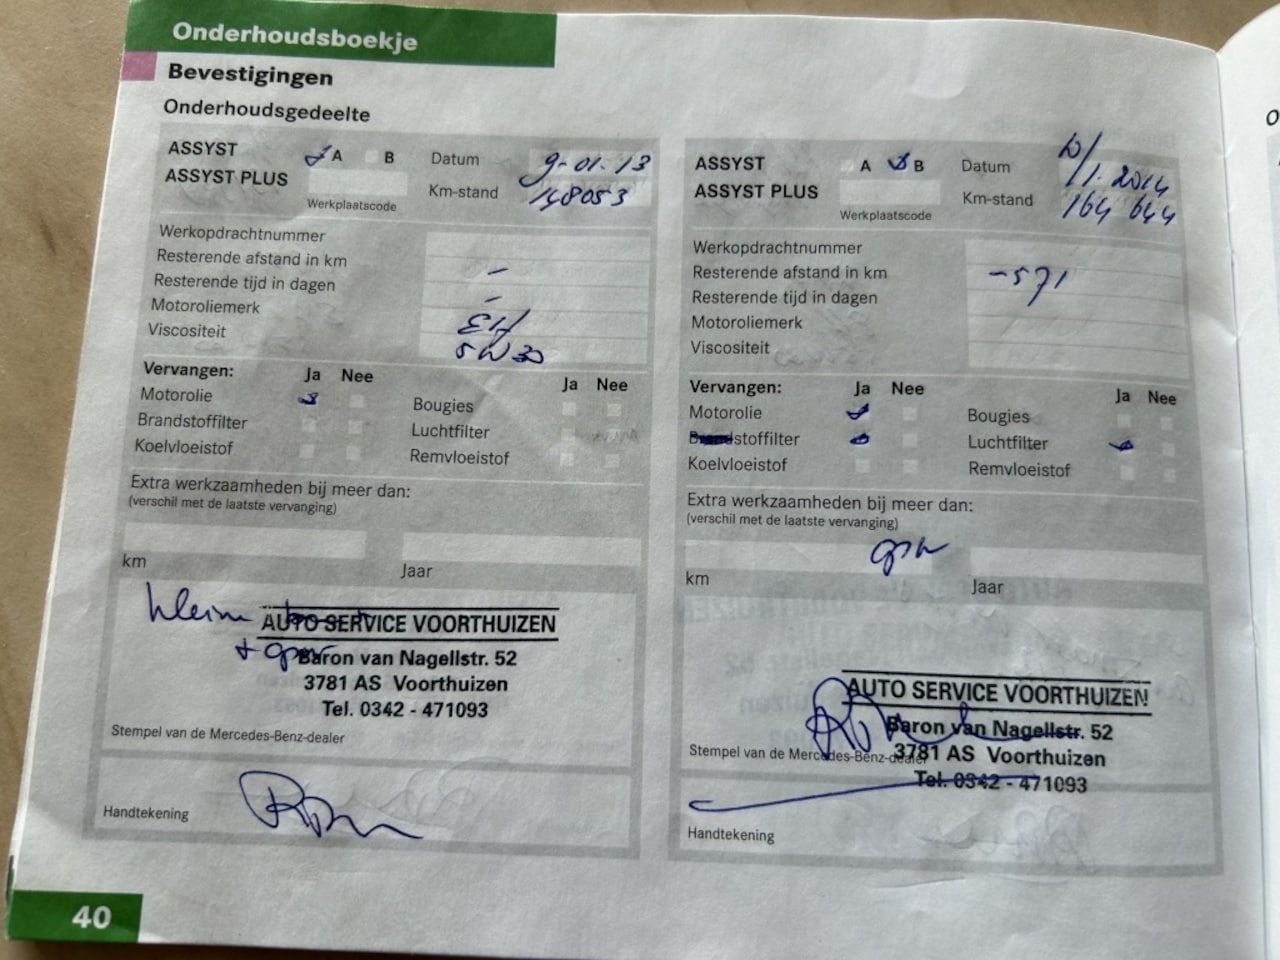 Onderhoudsboekje
Bevestigingen
Onderhoudsgedeelte
ASSYST A B Datum 9-01-13
ASSYST PLUS Km-stand 148053
Werkplaatscode
Werkopdrachtnummer
Resterende afstand in km -
Resterende tijd in dagen -
Motoroliemerk Elf
Viscositeit 5W30
Vervangen: Ja Nee Ja Nee
Motorolie Bougies
Brandstoffilter Luchtfilter
Koelvloeistof Remvloeistof
Extra werkzaamheden bij meer dan:
(verschil met de laatste vervanging)
km Jaar
klein
AUTO SERVICE VOORTHUIZEN
+ Baron van Nagellstr. 52
3781 AS Voorthuizen
Tel. 0342 - 471093
Stempel van de Mercedes-Benz-dealer
Handtekening
40
ASSYST A B Datum /1-2014
ASSYST PLUS Km-stand 164 644
Werkplaatscode
Werkopdrachtnummer
Resterende afstand in km -571
Resterende tijd in dagen
Motoroliemerk
Viscositeit
Vervangen: Ja Nee Ja Nee
Motorolie Bougies
stoffilter Luchtfilter
Koelvloeistof Remvloeistof
Extra werkzaamheden bij meer dan:
(verschil met de laatste vervanging)
km Jaar
AUTO SERVICE VOORTHUIZEN
Baron van Nagellstr. 52
Stempel van de Mercedes-Benz-dealer 3781 AS Voorthuizen
Tel. 0342 - 471093
Handtekening